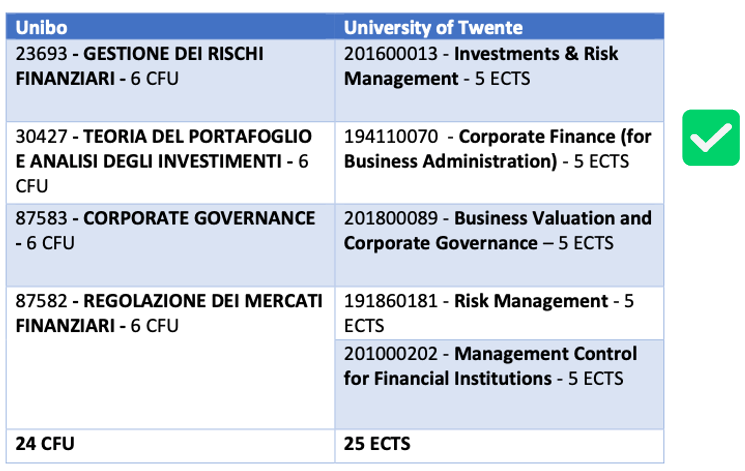 Unibo
University of Twente
23693 - GESTIONE DEI RISCHI
FINANZIARI - 6 CFU
201600013 - Investments & Risk
Management - 5 ECTS
30427 - TEORIA DEL PORTAFOGLIO
E ANALISI DEGLI INVESTIMENTI - 6
CFU
194110070  - Corporate Finance (for
Business Administration) - 5 ECTS
87583 - CORPORATE GOVERNANCE
- 6 CFU
201800089 - Business Valuation and
Corporate Governance – 5 ECTS
87582 - REGOLAZIONE DEI MERCATI
FINANZIARI - 6 CFU
191860181 - Risk Management - 5
ECTS
201000202 - Management Control
for Financial Institutions - 5 ECTS
24 CFU
25 ECTS